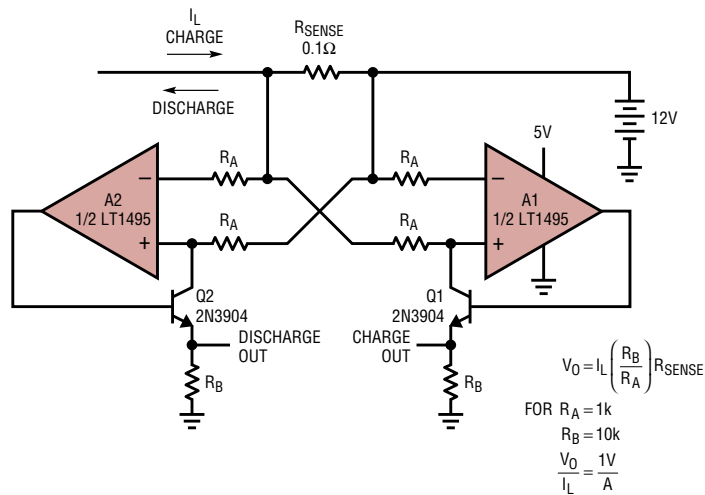 I_L
CHARGE
DISCHARGE
R_SENSE
0.1Ω
12V
5V
A2
1/2 LT1495
−
+
R_A
R_A
R_A
R_A
−
+
A1
1/2 LT1495
Q2
2N3904
DISCHARGE
OUT
R_B
Q1
2N3904
CHARGE
OUT
R_B
V_O = I_L (R_B / R_A) R_SENSE
FOR R_A = 1k
R_B = 10k
V_O / I_L = 1V / A